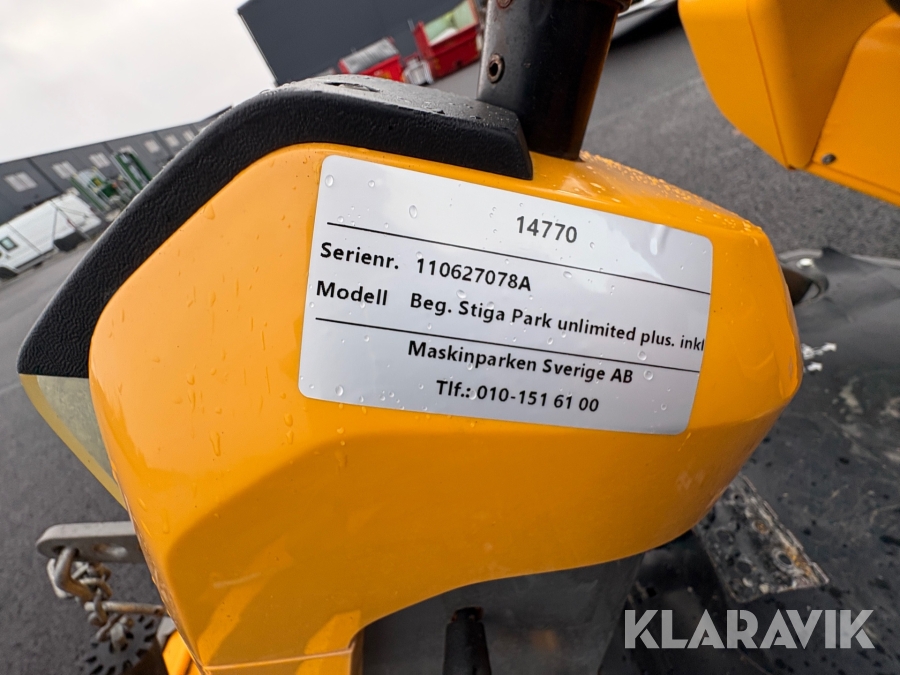 14770
Serienr. 110627078A
Modell Beg. Stiga Park unlimited plus. inkl
Maskinparken Sverige AB
Tlf.: 010-151 61 00
KLARAVIK